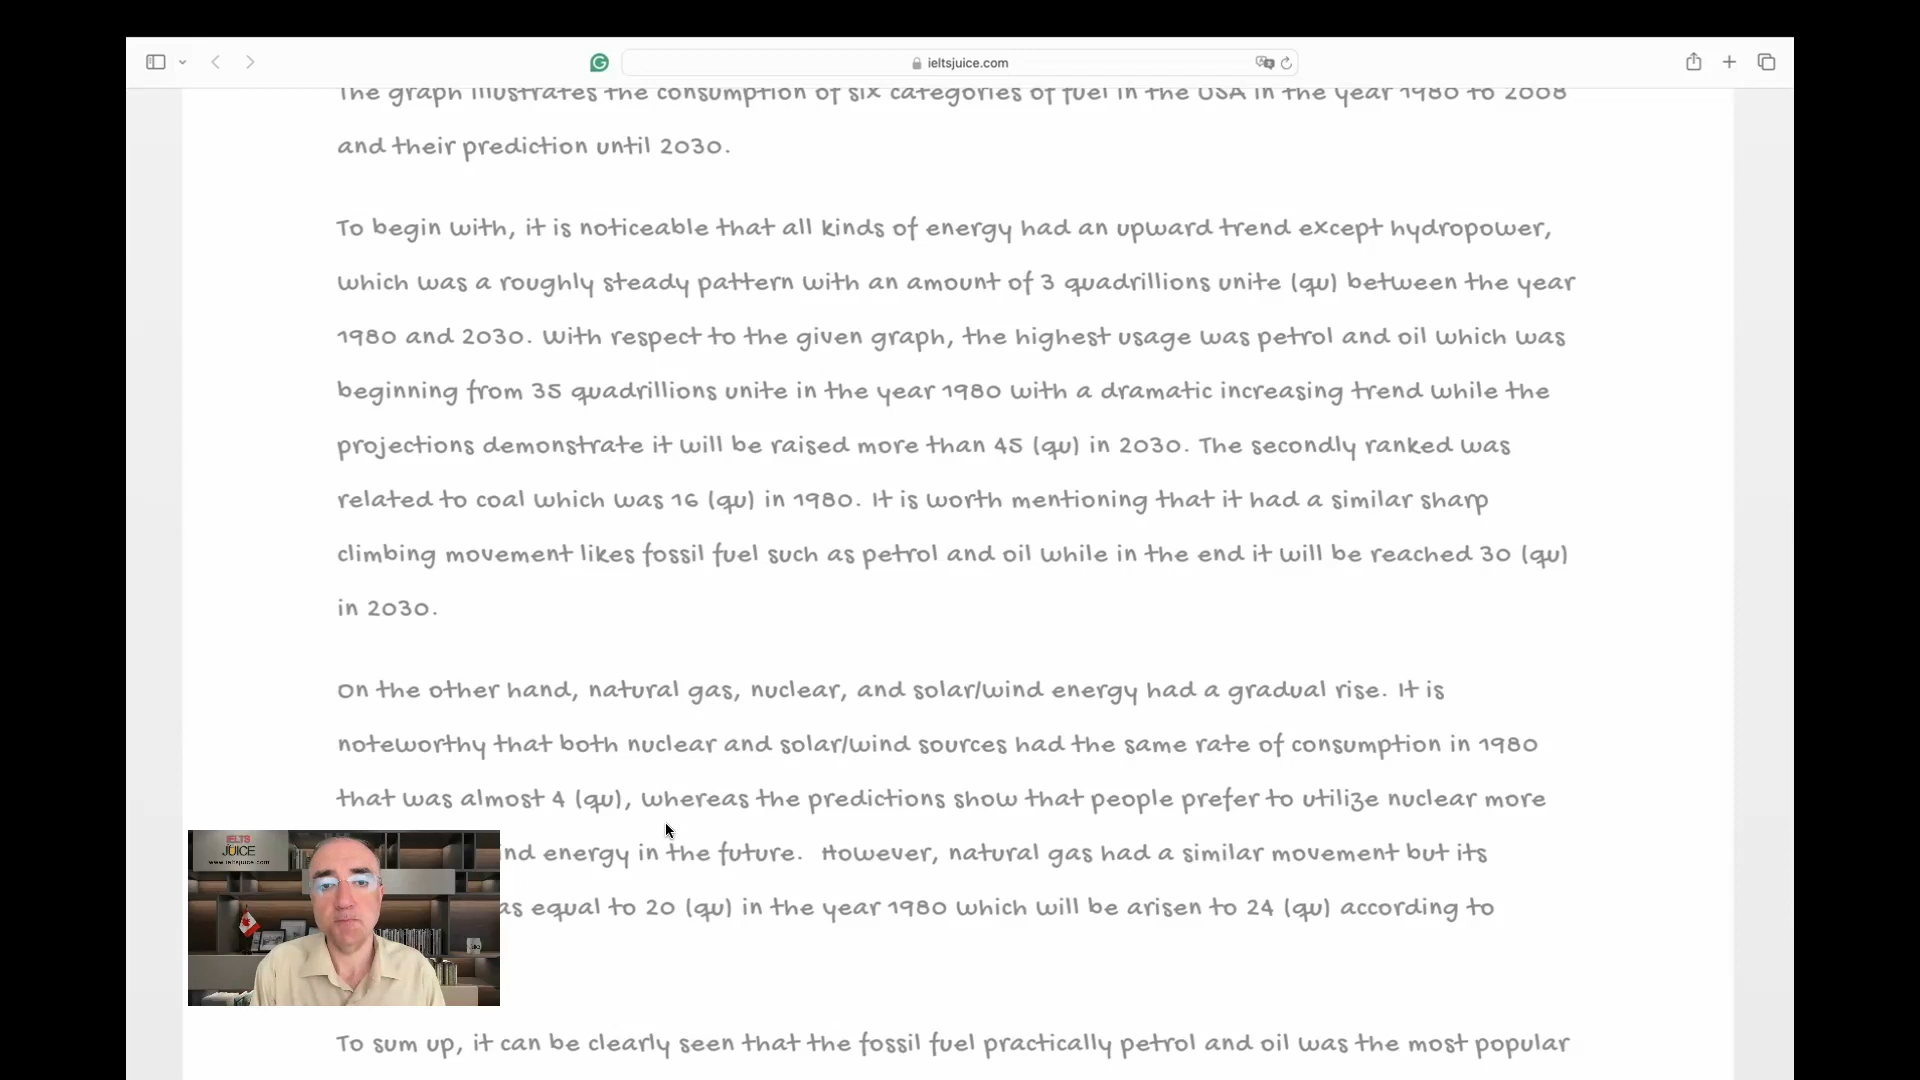 ieltsjuice.com
The graph illustrates the consumption of six categories of fuel in the USA in the year 1980 to 2008
and their prediction until 2030.
To begin with, it is noticeable that all kinds of energy had an upward trend except hydropower,
which was a roughly steady pattern with an amount of 3 quadrillions unite (qu) between the year
1980 and 2030. With respect to the given graph, the highest usage was petrol and oil which was
beginning from 35 quadrillions unite in the year 1980 with a dramatic increasing trend while the
projections demonstrate it will be raised more than 45 (qu) in 2030. The secondly ranked was
related to coal which was 16 (qu) in 1980. It is worth mentioning that it had a similar sharp
climbing movement likes fossil fuel such as petrol and oil while in the end it will be reached 30 (qu)
in 2030.
On the other hand, natural gas, nuclear, and solar/wind energy had a gradual rise. It is
noteworthy that both nuclear and solar/wind sources had the same rate of consumption in 1980
that was almost 4 (qu), whereas the predictions show that people prefer to utilize nuclear more
nd energy in the future. However, natural gas had a similar movement but its
as equal to 20 (qu) in the year 1980 which will be arisen to 24 (qu) according to
IELTS
JUICE
www.ieltsjuice.com
To sum up, it can be clearly seen that the fossil fuel practically petrol and oil was the most popular